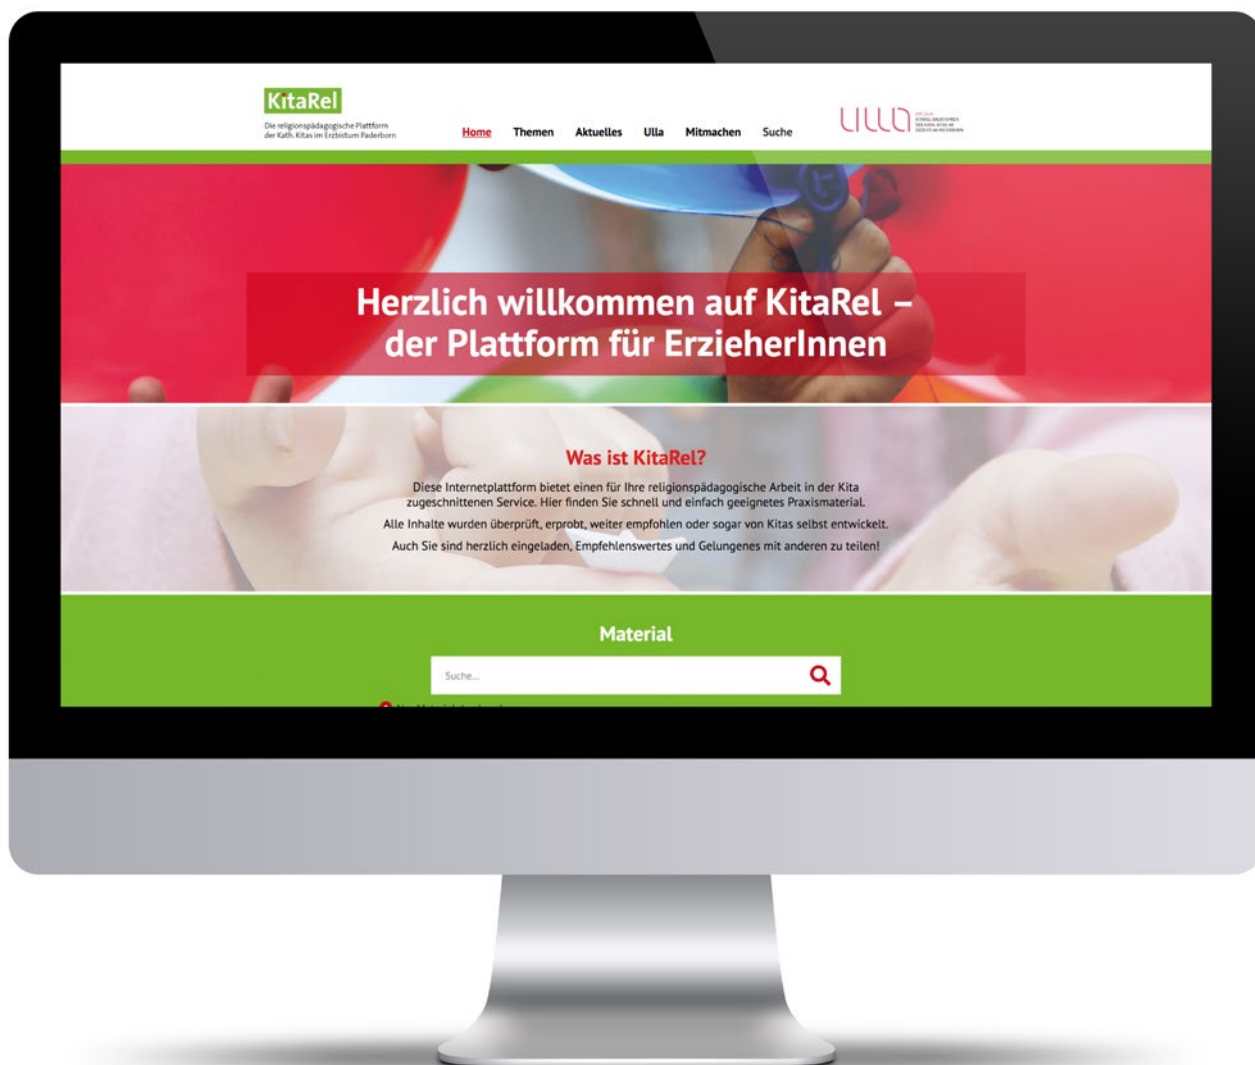 KitaRel
Die religionspädagogische Plattform
der Kath. Kitas im Erzbistum Paderborn
Home Themen Aktuelles Ulla Mitmachen Suche
ULLA
Herzlich willkommen auf KitaRel –
der Plattform für ErzieherInnen
Was ist KitaRel?
Diese Internetplattform bietet einen für Ihre religionspädagogische Arbeit in der Kita
zugeschnittenen Service. Hier finden Sie schnell und einfach geeignetes Praxismaterial.
Alle Inhalte wurden überprüft, erprobt, weiter empfohlen oder sogar von Kitas selbst entwickelt.
Auch Sie sind herzlich eingeladen, Empfehlenswertes und Gelungenes mit anderen zu teilen!
Material
Suche...